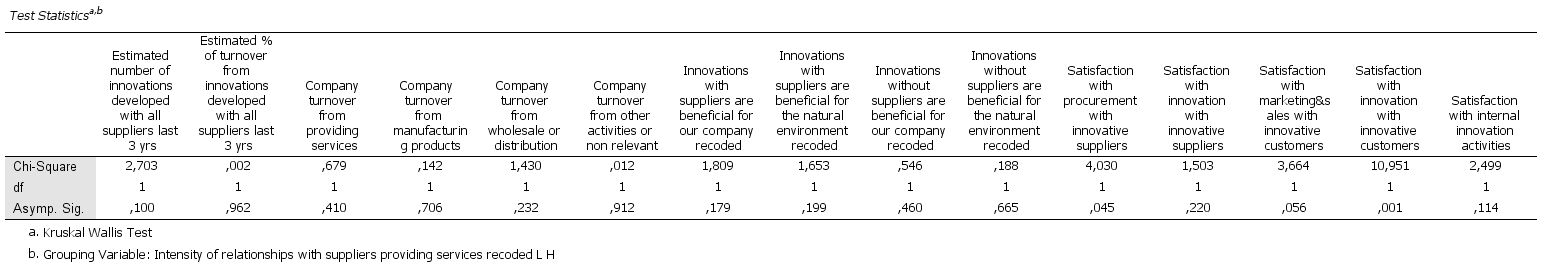 Test Statistics^a,b
Estimated number of innovations developed with all suppliers last 3 yrs
Estimated % of turnover from innovations developed with all suppliers last 3 yrs
Company turnover from providing services
Company turnover from manufacturin g products
Company turnover from wholesale or distribution
Company turnover from other activities or non relevant
Innovations with suppliers are beneficial for our company recoded
Innovations with suppliers are beneficial for the natural environment recoded
Innovations without suppliers are beneficial for our company recoded
Innovations without suppliers are beneficial for the natural environment recoded
Satisfaction with procurement with innovative suppliers
Satisfaction with innovation with innovative suppliers
Satisfaction with marketing&s ales with innovative customers
Satisfaction with innovation with innovative customers
Satisfaction with internal innovation activities
Chi-Square 2,703 ,002 ,679 ,142 1,430 ,012 1,809 1,653 ,546 ,188 4,030 1,503 3,664 10,951 2,499
df 1 1 1 1 1 1 1 1 1 1 1 1 1 1 1
Asymp. Sig. ,100 ,962 ,410 ,706 ,232 ,912 ,179 ,199 ,460 ,665 ,045 ,220 ,056 ,001 ,114
a. Kruskal Wallis Test
b. Grouping Variable: Intensity of relationships with suppliers providing services recoded L H